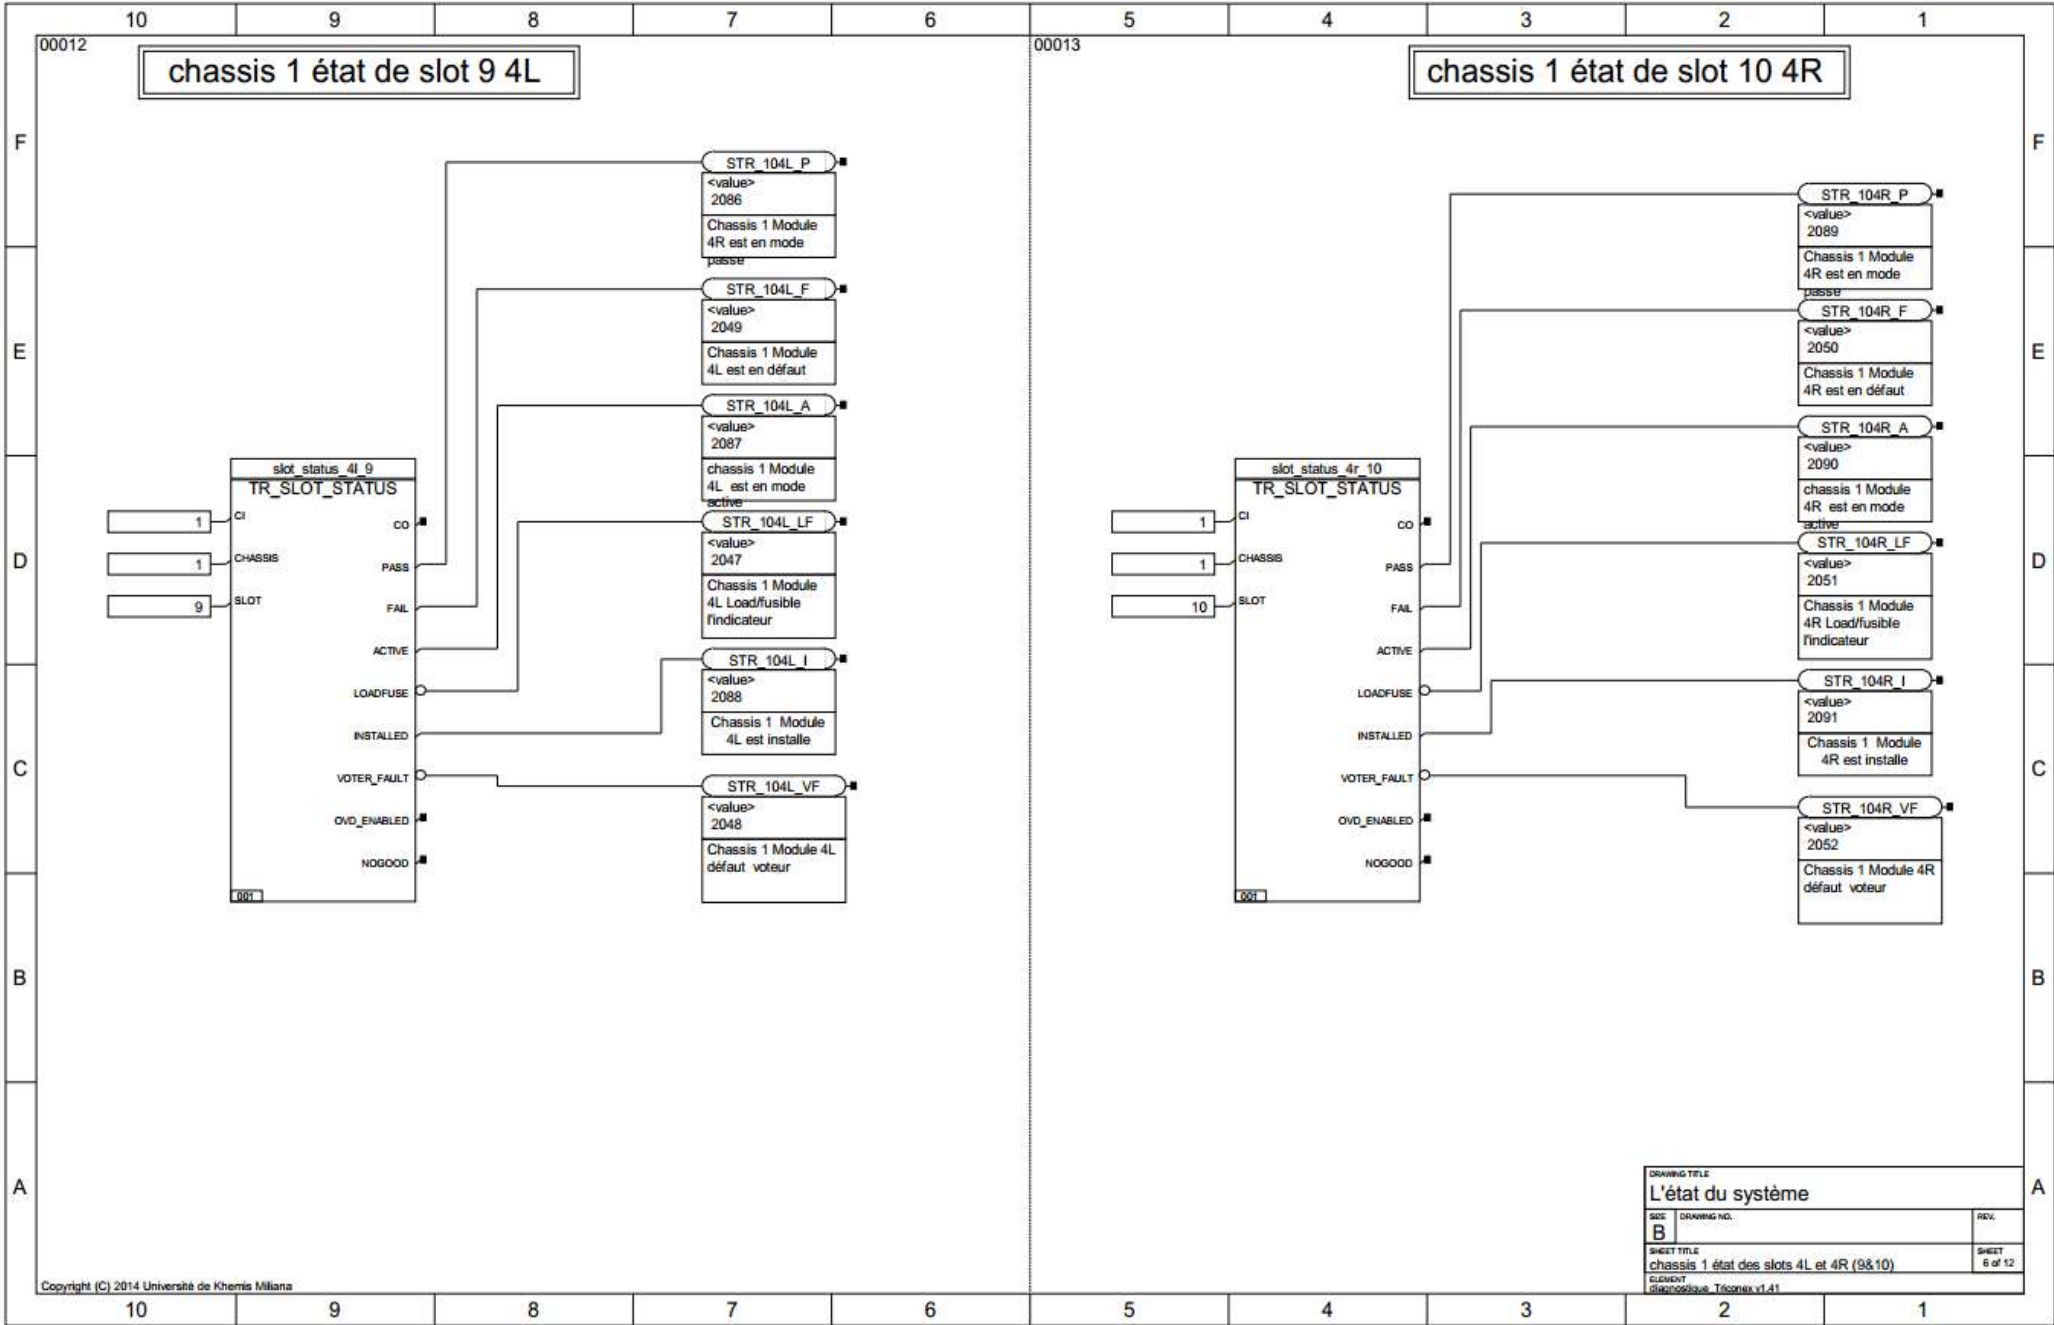 10 9 8 7 6 5 4 3 2 1
00012
chassis 1 état de slot 9 4L
F
E
D
C
B
A
STR_104L_P
<value>
2086
Chassis 1 Module
4R est en mode
passe
STR_104L_F
<value>
2049
Chassis 1 Module
4L est en défaut
STR_104L_A
<value>
2087
chassis 1 Module
4L est en mode
active
STR_104L_LF
<value>
2047
Chassis 1 Module
4L Load/fusible
l'indicateur
STR_104L_I
<value>
2088
Chassis 1 Module
4L est installe
STR_104L_VF
<value>
2048
Chassis 1 Module 4L
défaut voteur
slot_status_4l_9
TR_SLOT_STATUS
1
CI
CO
1
CHASSIS
PASS
9
SLOT
FAIL
ACTIVE
LOADFUSE
INSTALLED
VOTER_FAULT
OVD_ENABLED
NOGOOD
001
Copyright (C) 2014 Université de Khemis Miliana
00013
chassis 1 état de slot 10 4R
STR_104R_P
<value>
2089
Chassis 1 Module
4R est en mode
passe
STR_104R_F
<value>
2050
Chassis 1 Module
4R est en défaut
STR_104R_A
<value>
2090
chassis 1 Module
4R est en mode
active
STR_104R_LF
<value>
2051
Chassis 1 Module
4R Load/fusible
l'indicateur
STR_104R_I
<value>
2091
Chassis 1 Module
4R est installe
STR_104R_VF
<value>
2052
Chassis 1 Module 4R
défaut voteur
slot_status_4r_10
TR_SLOT_STATUS
1
CI
CO
1
CHASSIS
PASS
10
SLOT
FAIL
ACTIVE
LOADFUSE
INSTALLED
VOTER_FAULT
OVD_ENABLED
NOGOOD
001
F
E
D
C
B
A
DRAWING TITLE
L'état du système
SIZE DRAWING NO. REV.
B
SHEET TITLE SHEET
chassis 1 état des slots 4L et 4R (9&10) 6 of 12
ELEMENT
diagnostique_Triconex v1.41
10 9 8 7 6 5 4 3 2 1